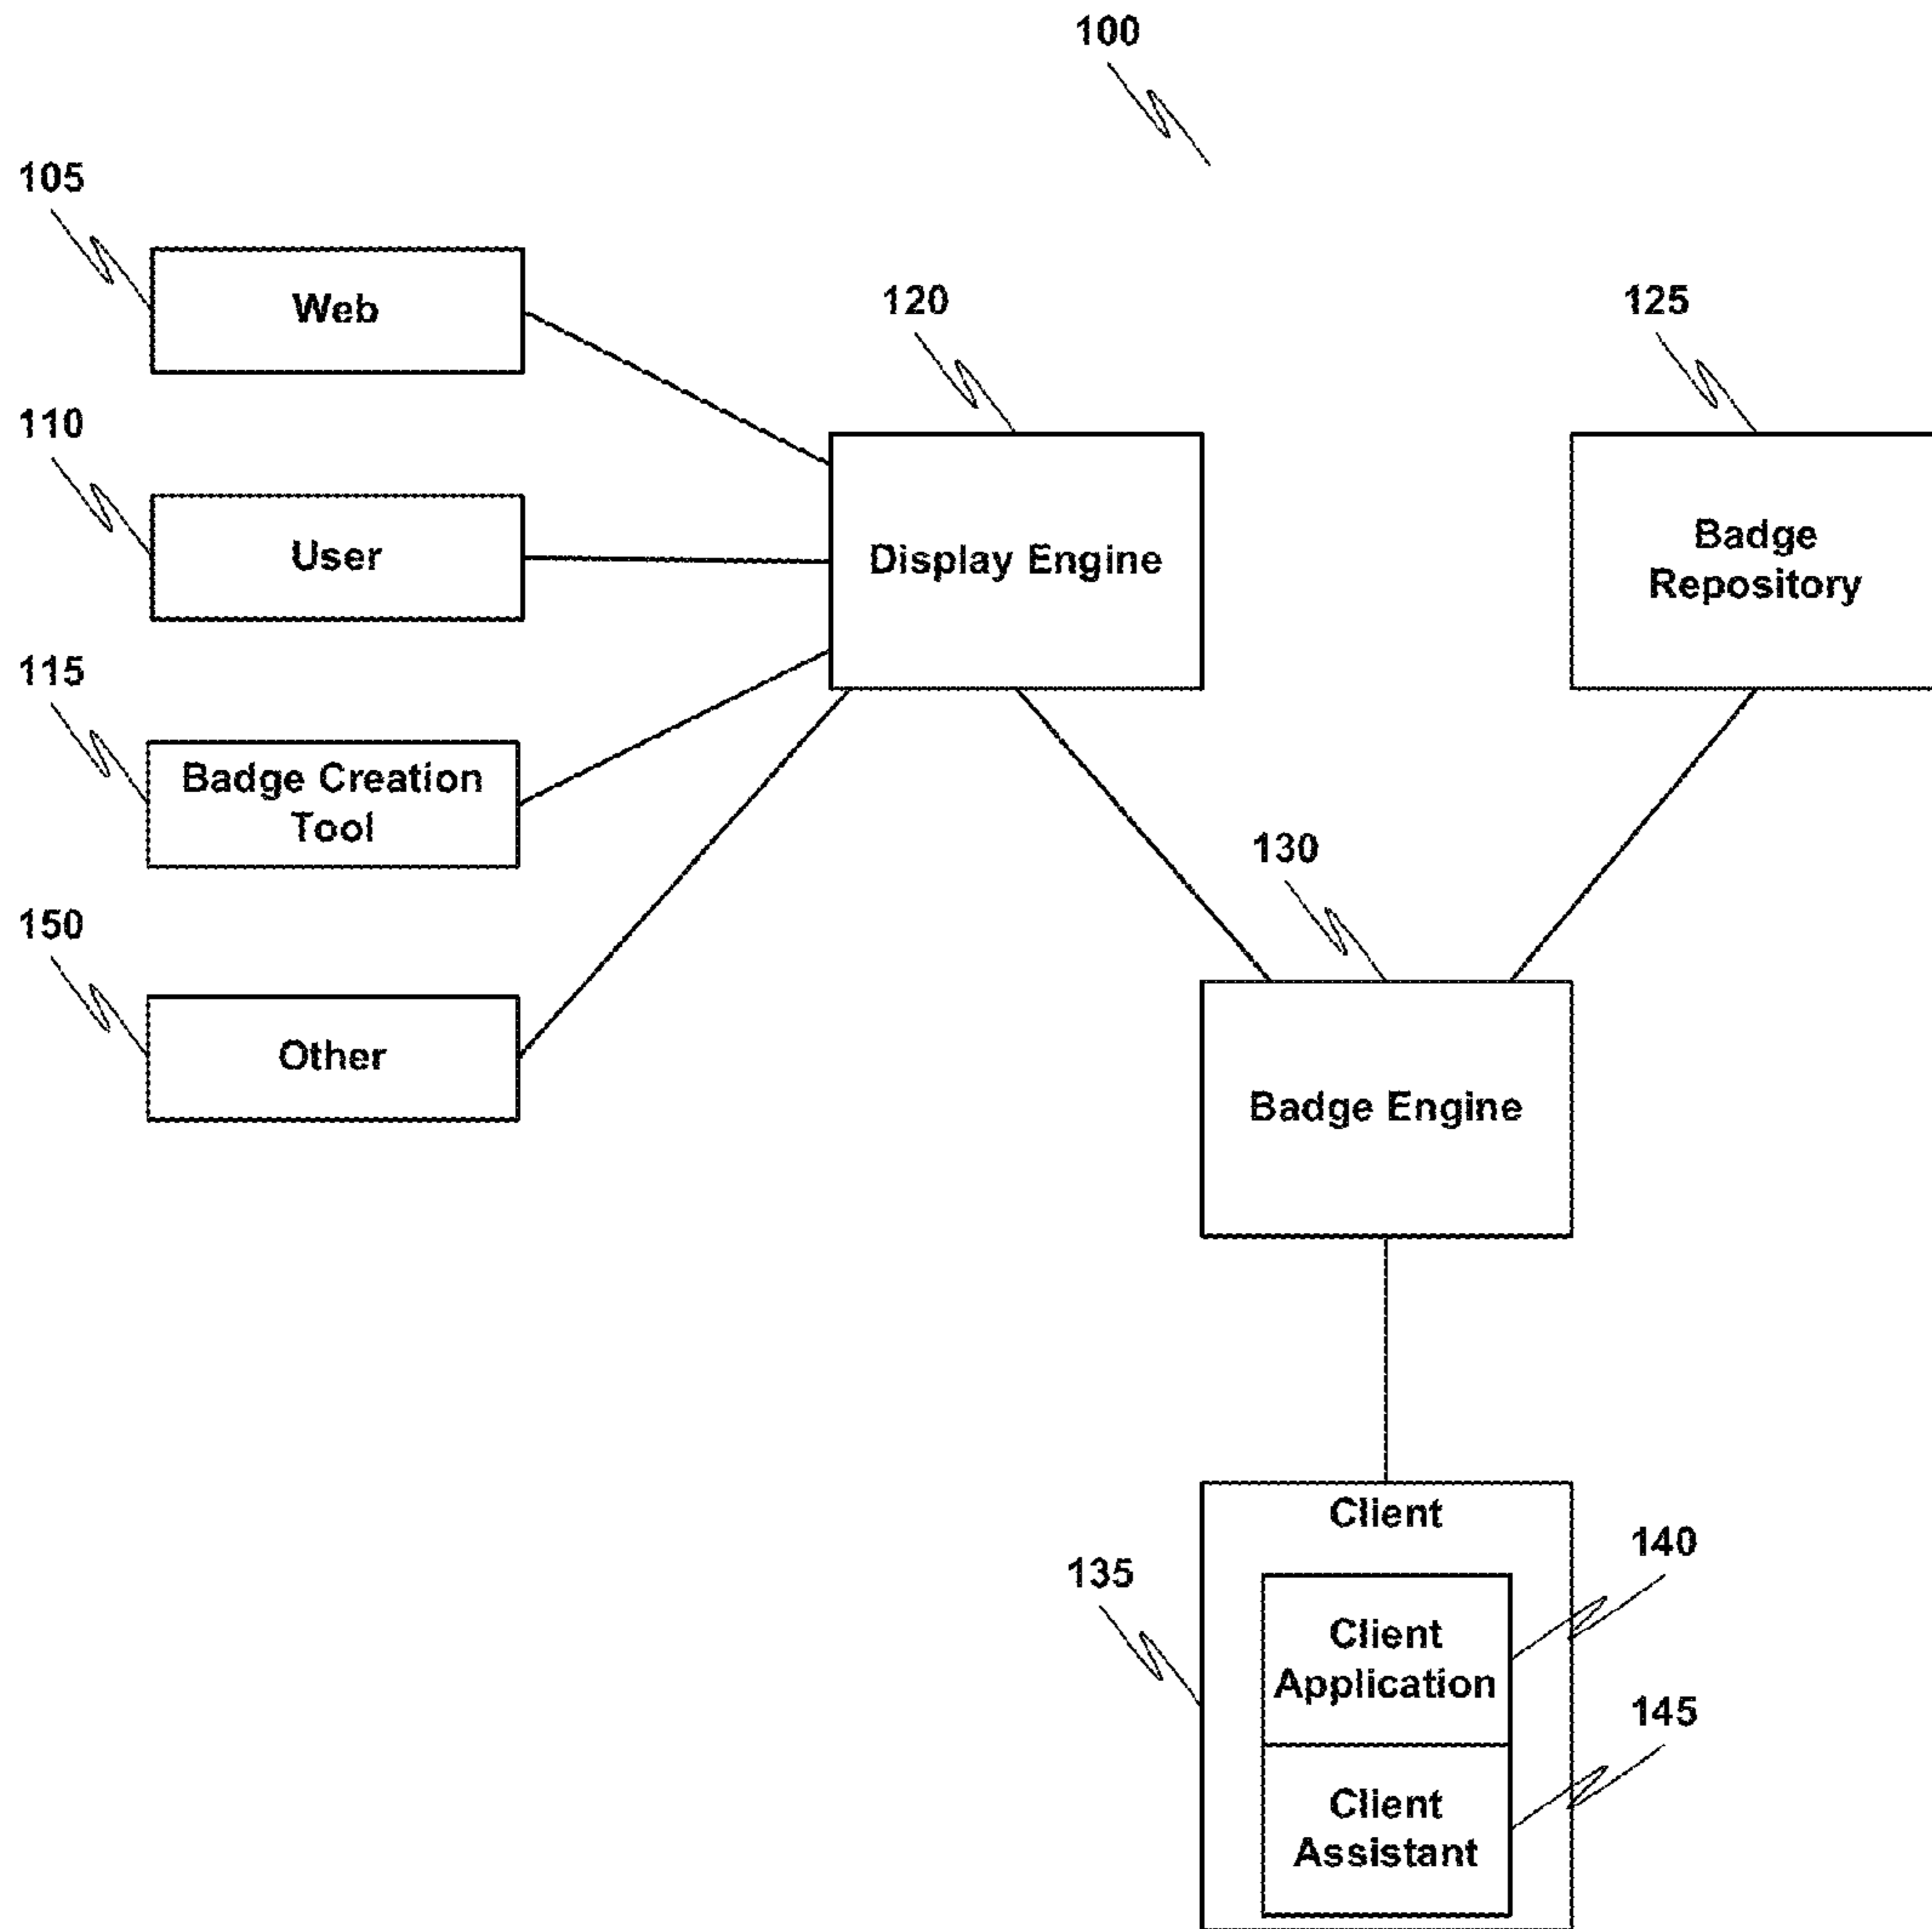 100
105
Web
120
125
110
User
Display Engine
Badge
Repository
115
Badge Creation
Tool
130
150
Other
Badge Engine
Client
135
140
Client
Application
145
Client
Assistant